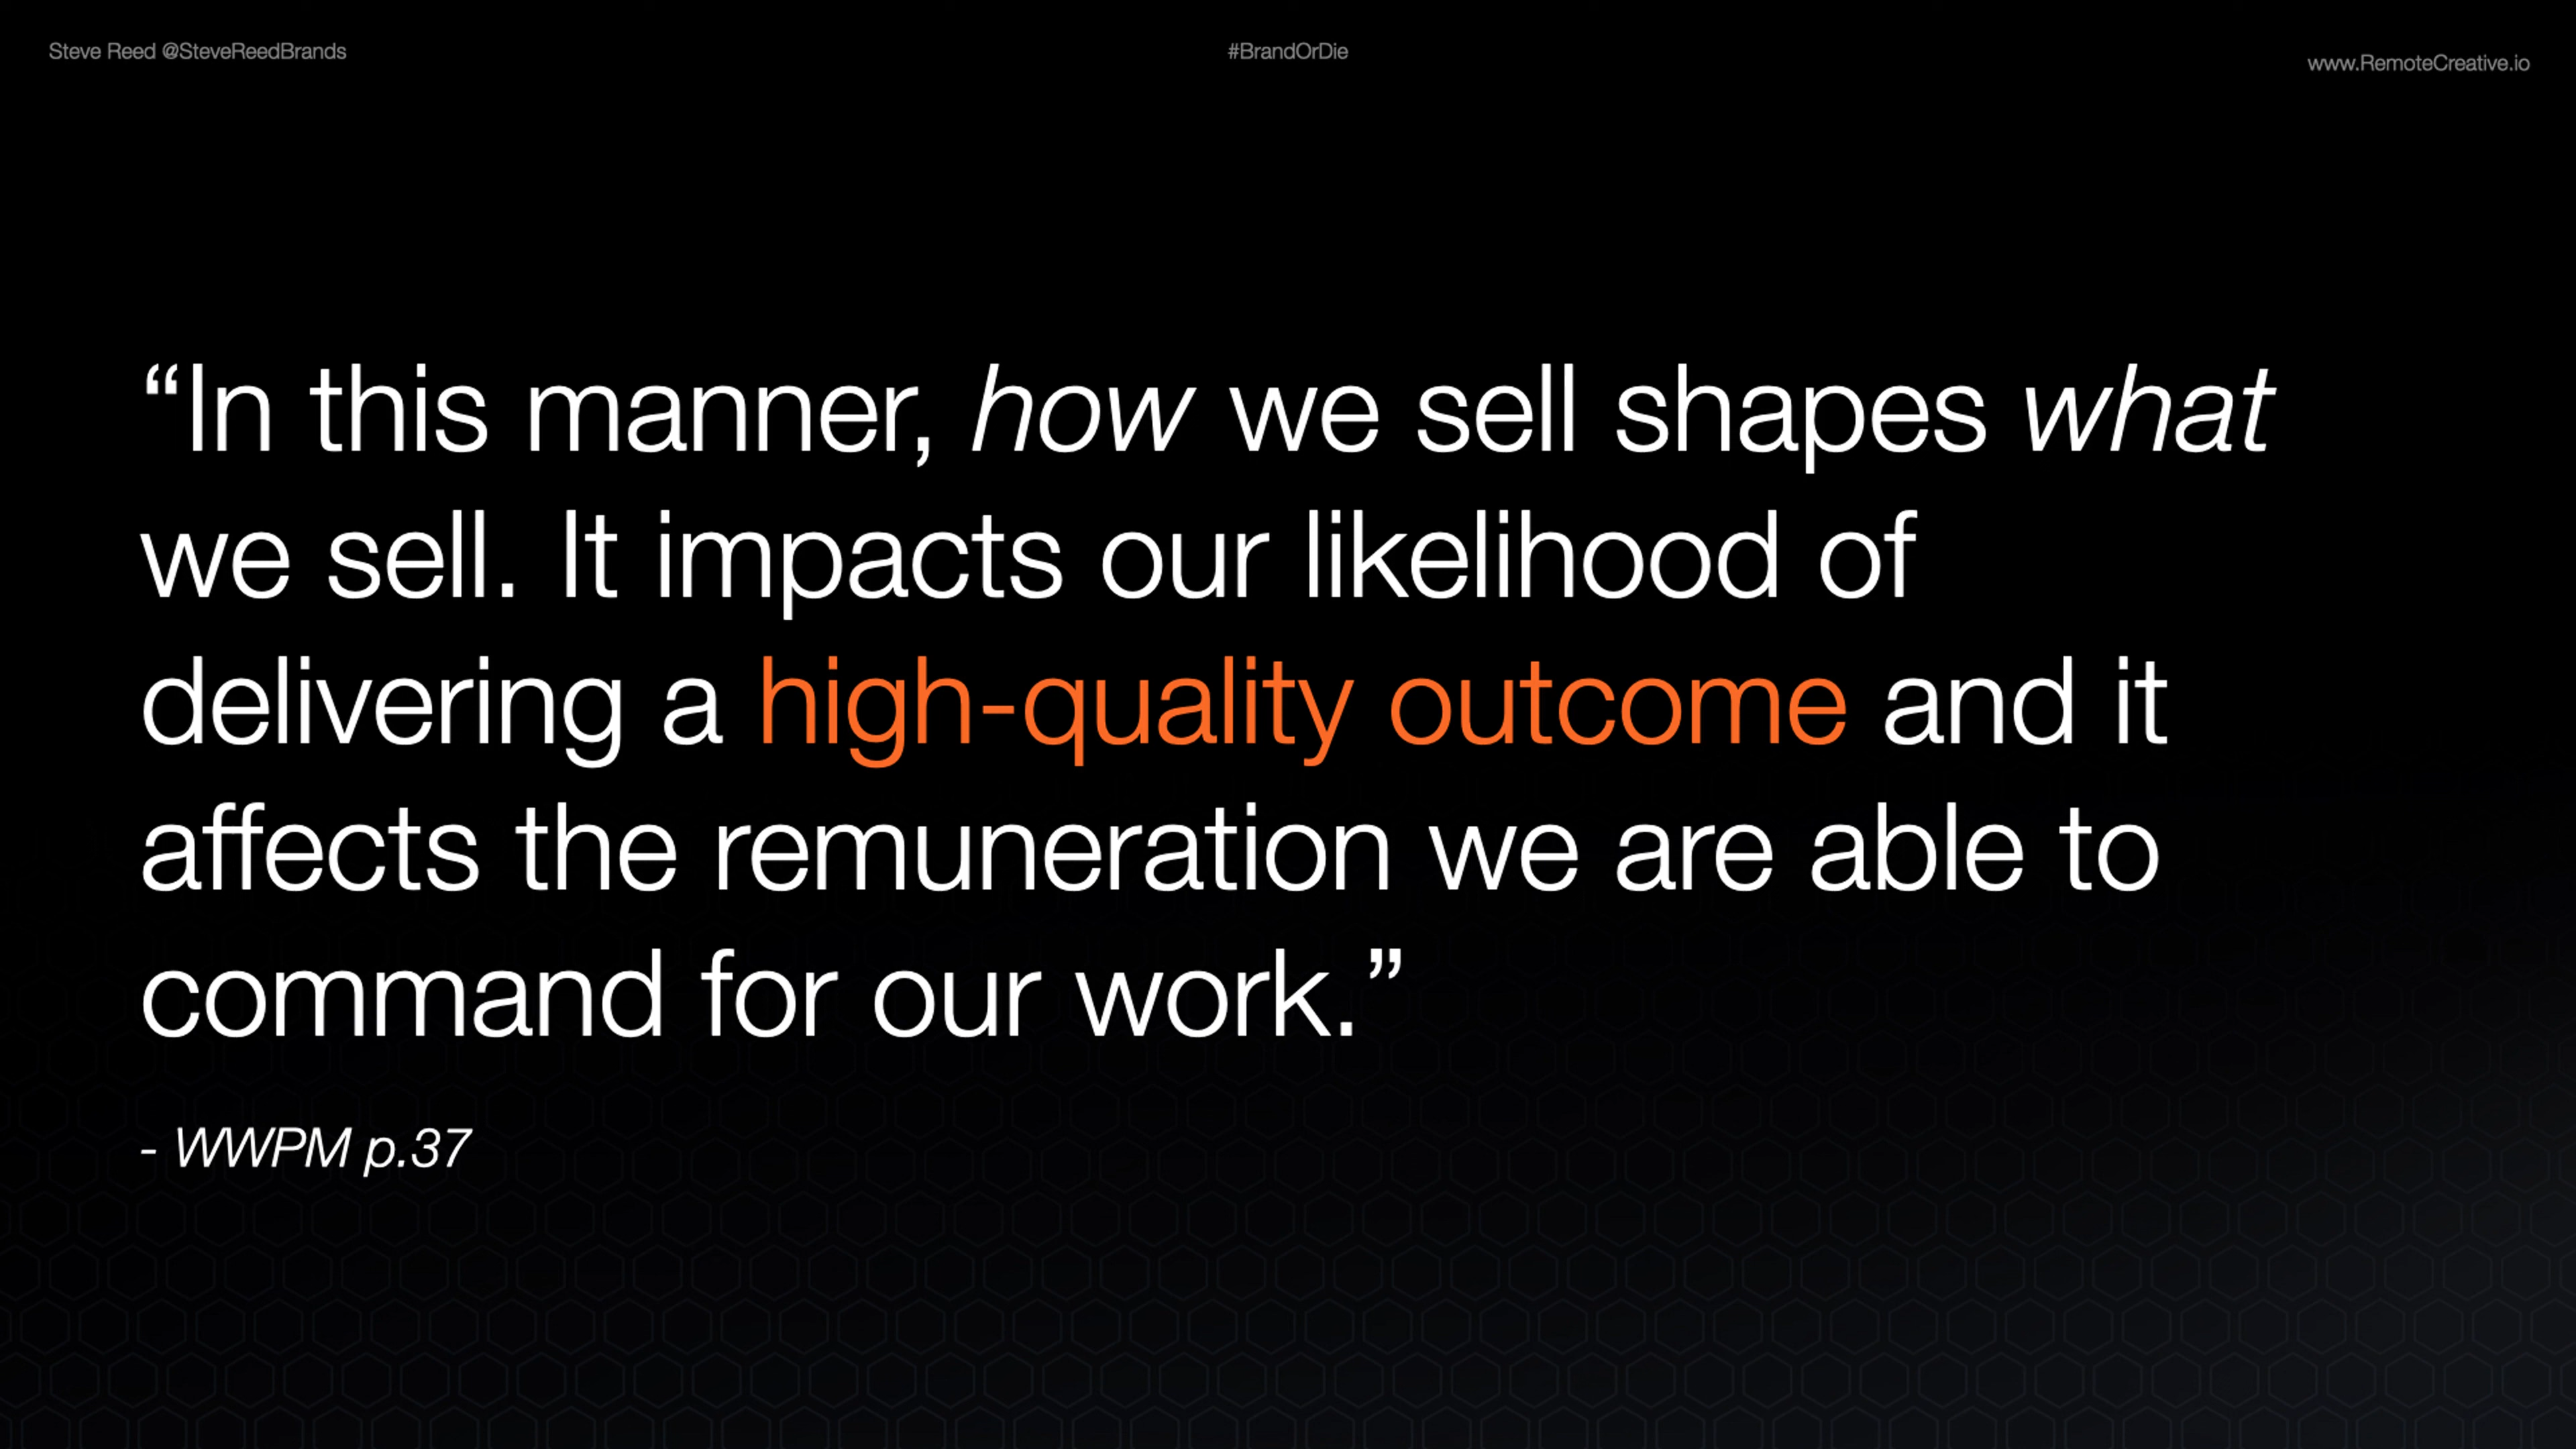 Steve Reed @SteveReedBrands
#BrandOrDie
www.RemoteCreative.io
“In this manner, how we sell shapes what
we sell. It impacts our likelihood of
delivering a high-quality outcome and it
affects the remuneration we are able to
command for our work.”
- WWPM p.37